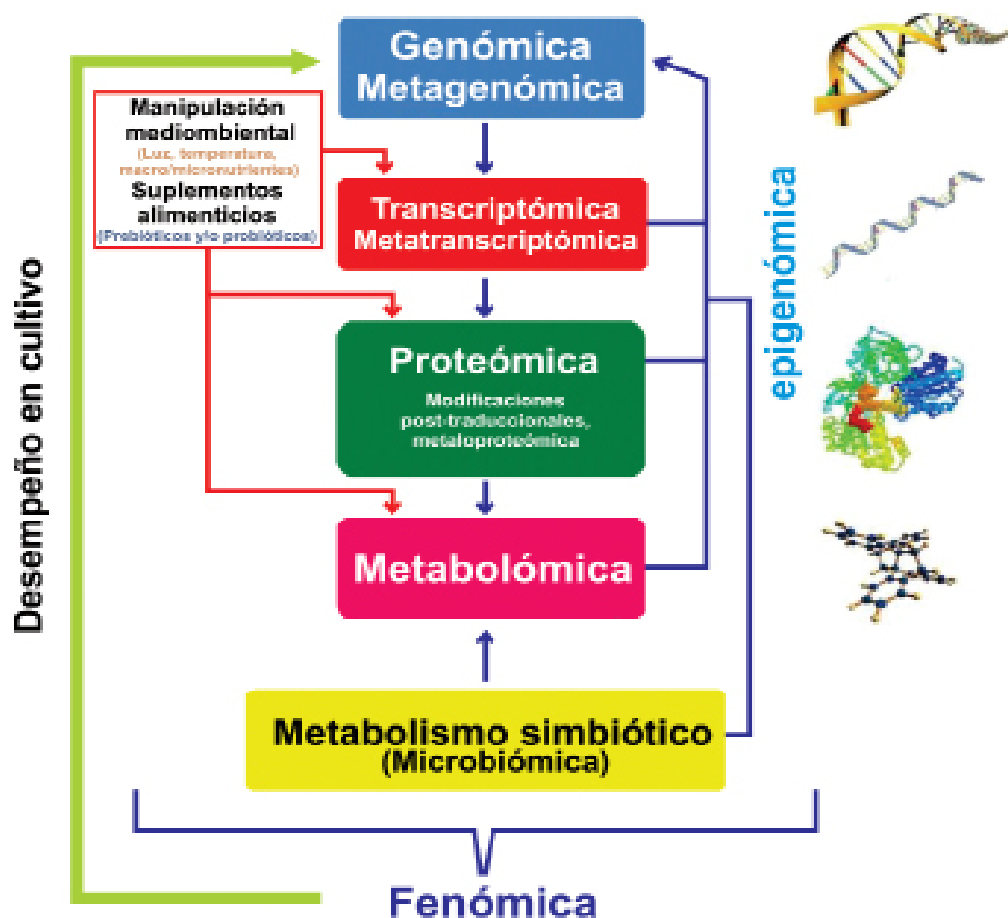 Genómica
Metagenómica
Manipulación
mediombiental
(Luz, temperatura,
macro/micronutrientes)
Suplementos
alimenticios
(Prebióticos y/o probióticos)
Transcriptómica
Metatranscriptómica
Proteómica
Modificaciones
post-traduccionales,
metaloproteómica
Metabolómica
Metabolismo simbiótico
(Microbiómica)
Fenómica
Desempeño en cultivo
epigenómica